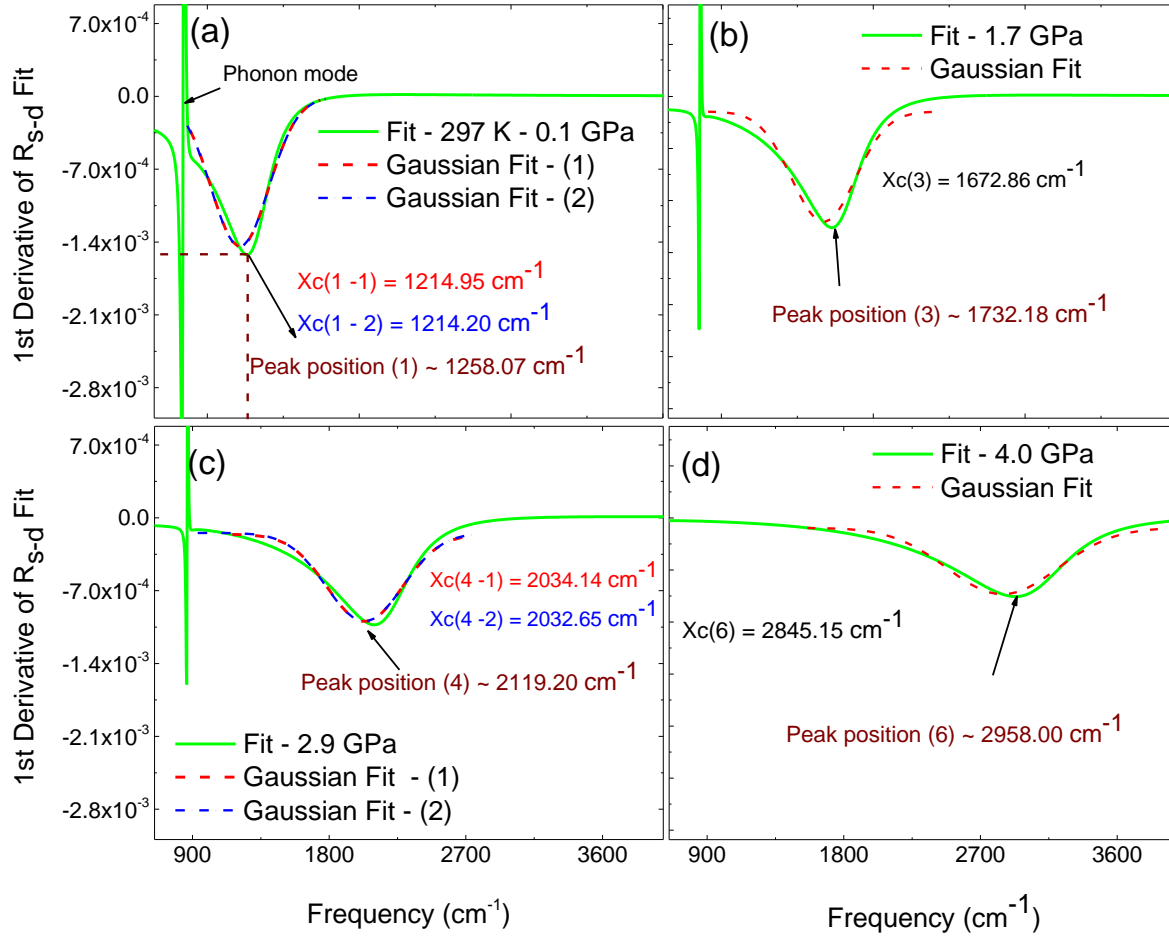 1st Derivative of R_{s-d} Fit
7.0x10^{-4}
0.0
-7.0x10^{-4}
-1.4x10^{-3}
-2.1x10^{-3}
-2.8x10^{-3}
(a)
Phonon mode
Fit - 297 K - 0.1 GPa
Gaussian Fit - (1)
Gaussian Fit - (2)
Xc(1 -1) = 1214.95 cm^{-1}
Xc(1 - 2) = 1214.20 cm^{-1}
Peak position (1) ~ 1258.07 cm^{-1}
(b)
Fit - 1.7 GPa
Gaussian Fit
Xc(3) = 1672.86 cm^{-1}
Peak position (3) ~ 1732.18 cm^{-1}
1st Derivative of R_{s-d} Fit
7.0x10^{-4}
0.0
-7.0x10^{-4}
-1.4x10^{-3}
-2.1x10^{-3}
-2.8x10^{-3}
(c)
Xc(4 -1) = 2034.14 cm^{-1}
Xc(4 -2) = 2032.65 cm^{-1}
Peak position (4) ~ 2119.20 cm^{-1}
Fit - 2.9 GPa
Gaussian Fit - (1)
Gaussian Fit - (2)
900 1800 2700 3600
Frequency (cm^{-1})
(d)
Fit - 4.0 GPa
Gaussian Fit
Xc(6) = 2845.15 cm^{-1}
Peak position (6) ~ 2958.00 cm^{-1}
900 1800 2700 3600
Frequency (cm^{-1})